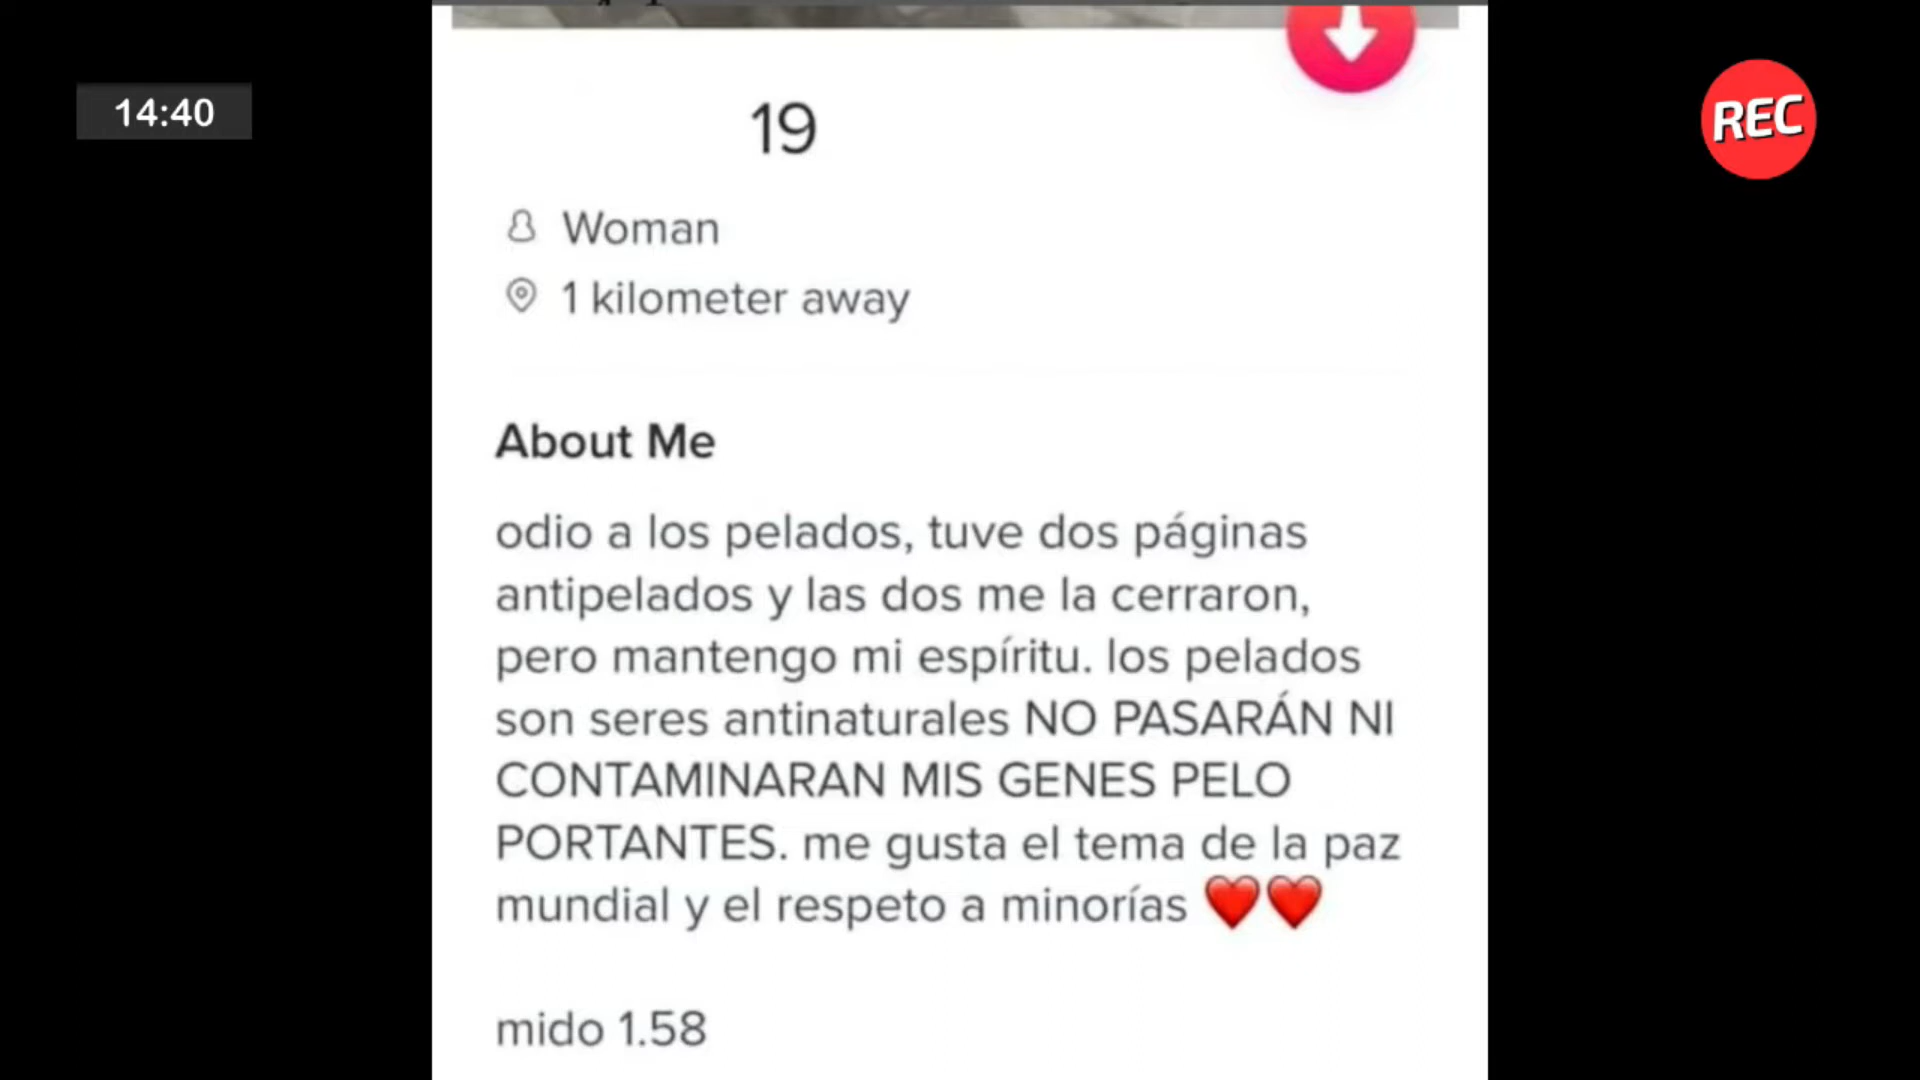 14:40
REC
19
Woman
1 kilometer away
About Me
odio a los pelados, tuve dos páginas
antipelados y las dos me la cerraron,
pero mantengo mi espíritu. los pelados
son seres antinaturales NO PASARÁN NI
CONTAMINARAN MIS GENES PELO
PORTANTES. me gusta el tema de la paz
mundial y el respeto a minorías ❤️❤️
mido 1.58